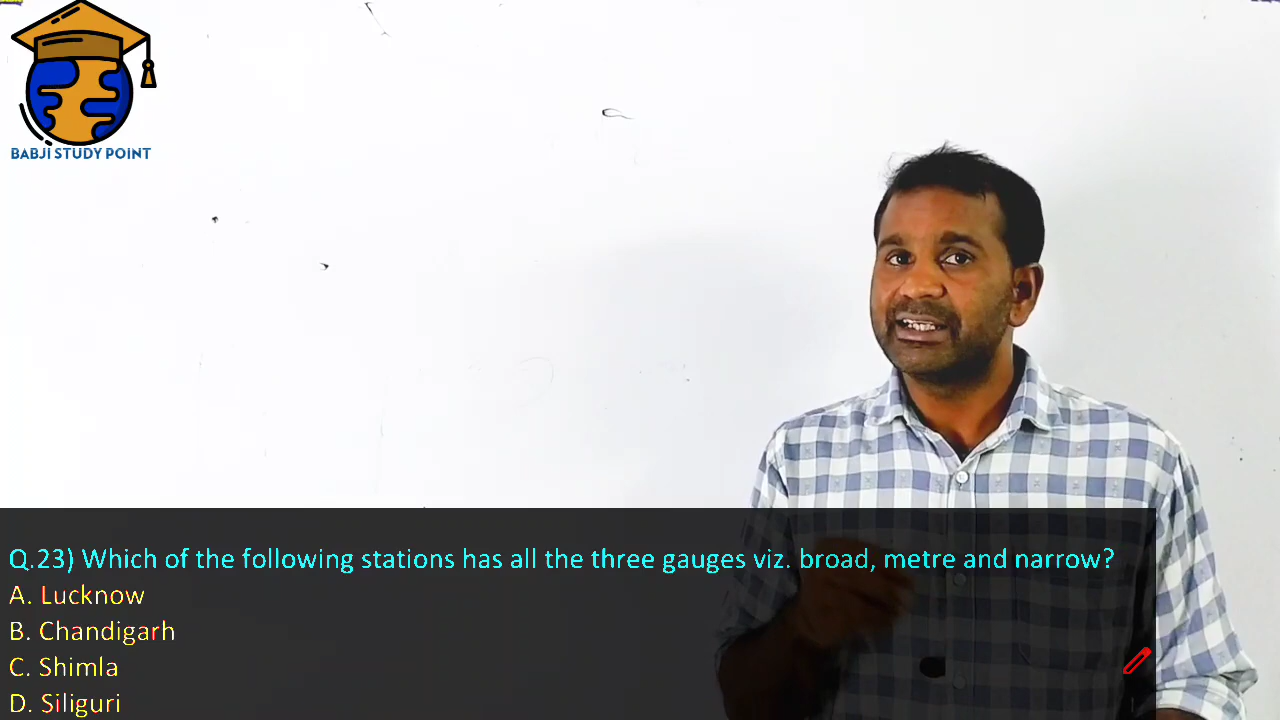 BABJI STUDY POINT
Q.23) Which of the following stations has all the three gauges viz. broad, metre and narrow?
A. Lucknow
B. Chandigarh
C. Shimla
D. Siliguri